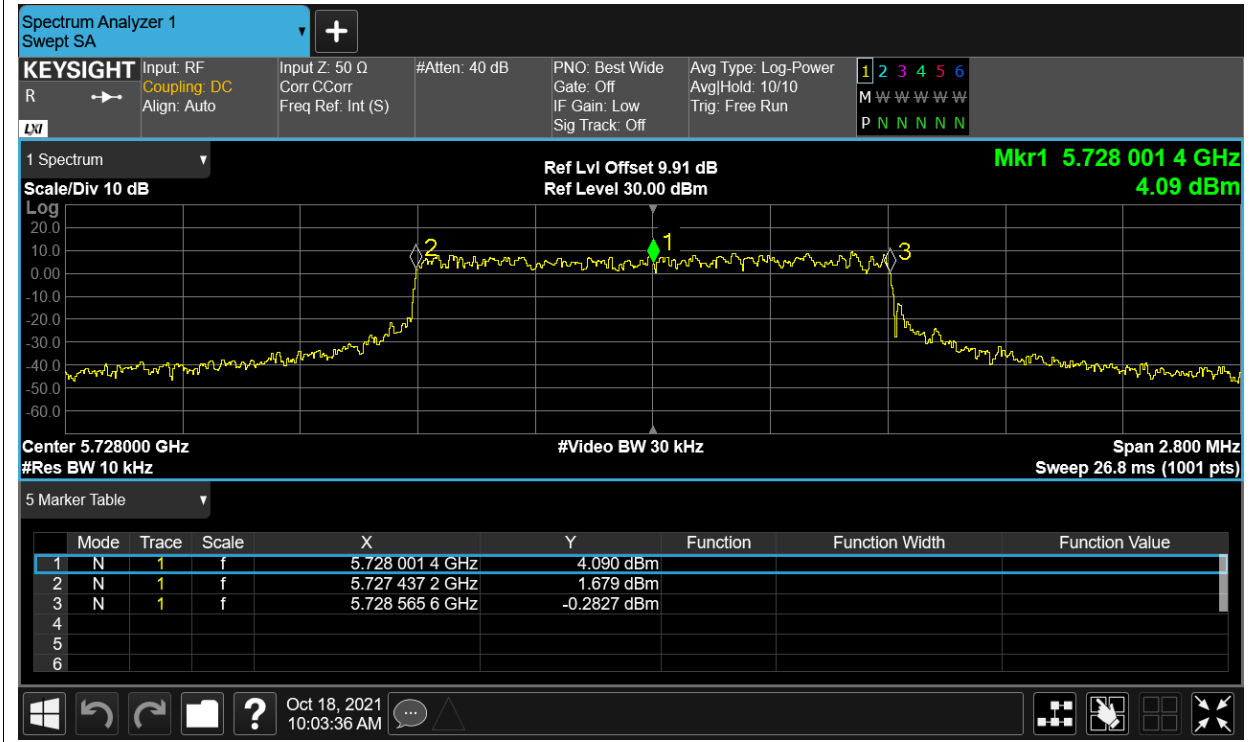 Spectrum Analyzer 1
Swept SA
+
KEYSIGHT Input: RF Input Z: 50 Ω #Atten: 40 dB PNO: Best Wide Avg Type: Log-Power 1 2 3 4 5 6
R Coupling: DC Corr CCorr Gate: Off Avg|Hold: 10/10 M W W W W W
Align: Auto Freq Ref: Int (S) IF Gain: Low Trig: Free Run
LXI Sig Track: Off P N N N N N
1 Spectrum Ref Lvl Offset 9.91 dB Mkr1 5.728 001 4 GHz
Scale/Div 10 dB Ref Level 30.00 dBm 4.09 dBm
Log
20.0
10.0
0.00
-10.0
-20.0
-30.0
-40.0
-50.0
-60.0
2 1 3
Center 5.728000 GHz #Video BW 30 kHz Span 2.800 MHz
#Res BW 10 kHz Sweep 26.8 ms (1001 pts)
5 Marker Table
Mode Trace Scale X Y Function Function Width Function Value
1 N 1 f 5.728 001 4 GHz 4.090 dBm
2 N 1 f 5.727 437 2 GHz 1.679 dBm
3 N 1 f 5.728 565 6 GHz -0.2827 dBm
4
5
6
? Oct 18, 2021
10:03:36 AM